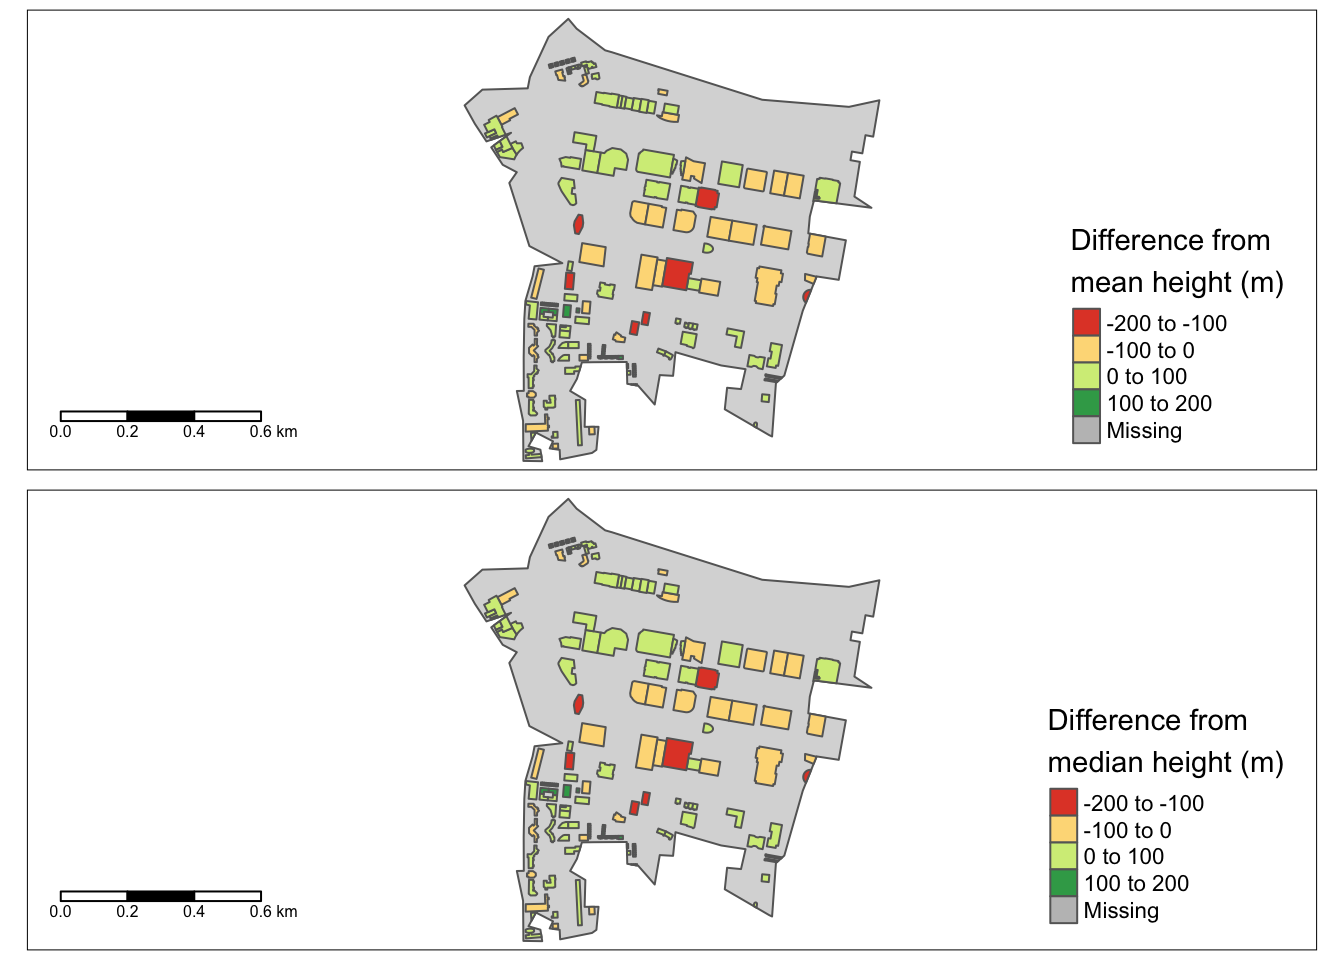 Difference from
mean height (m)
-200 to -100
-100 to 0
0 to 100
100 to 200
Missing
0.0 0.2 0.4 0.6 km
Difference from
median height (m)
-200 to -100
-100 to 0
0 to 100
100 to 200
Missing
0.0 0.2 0.4 0.6 km